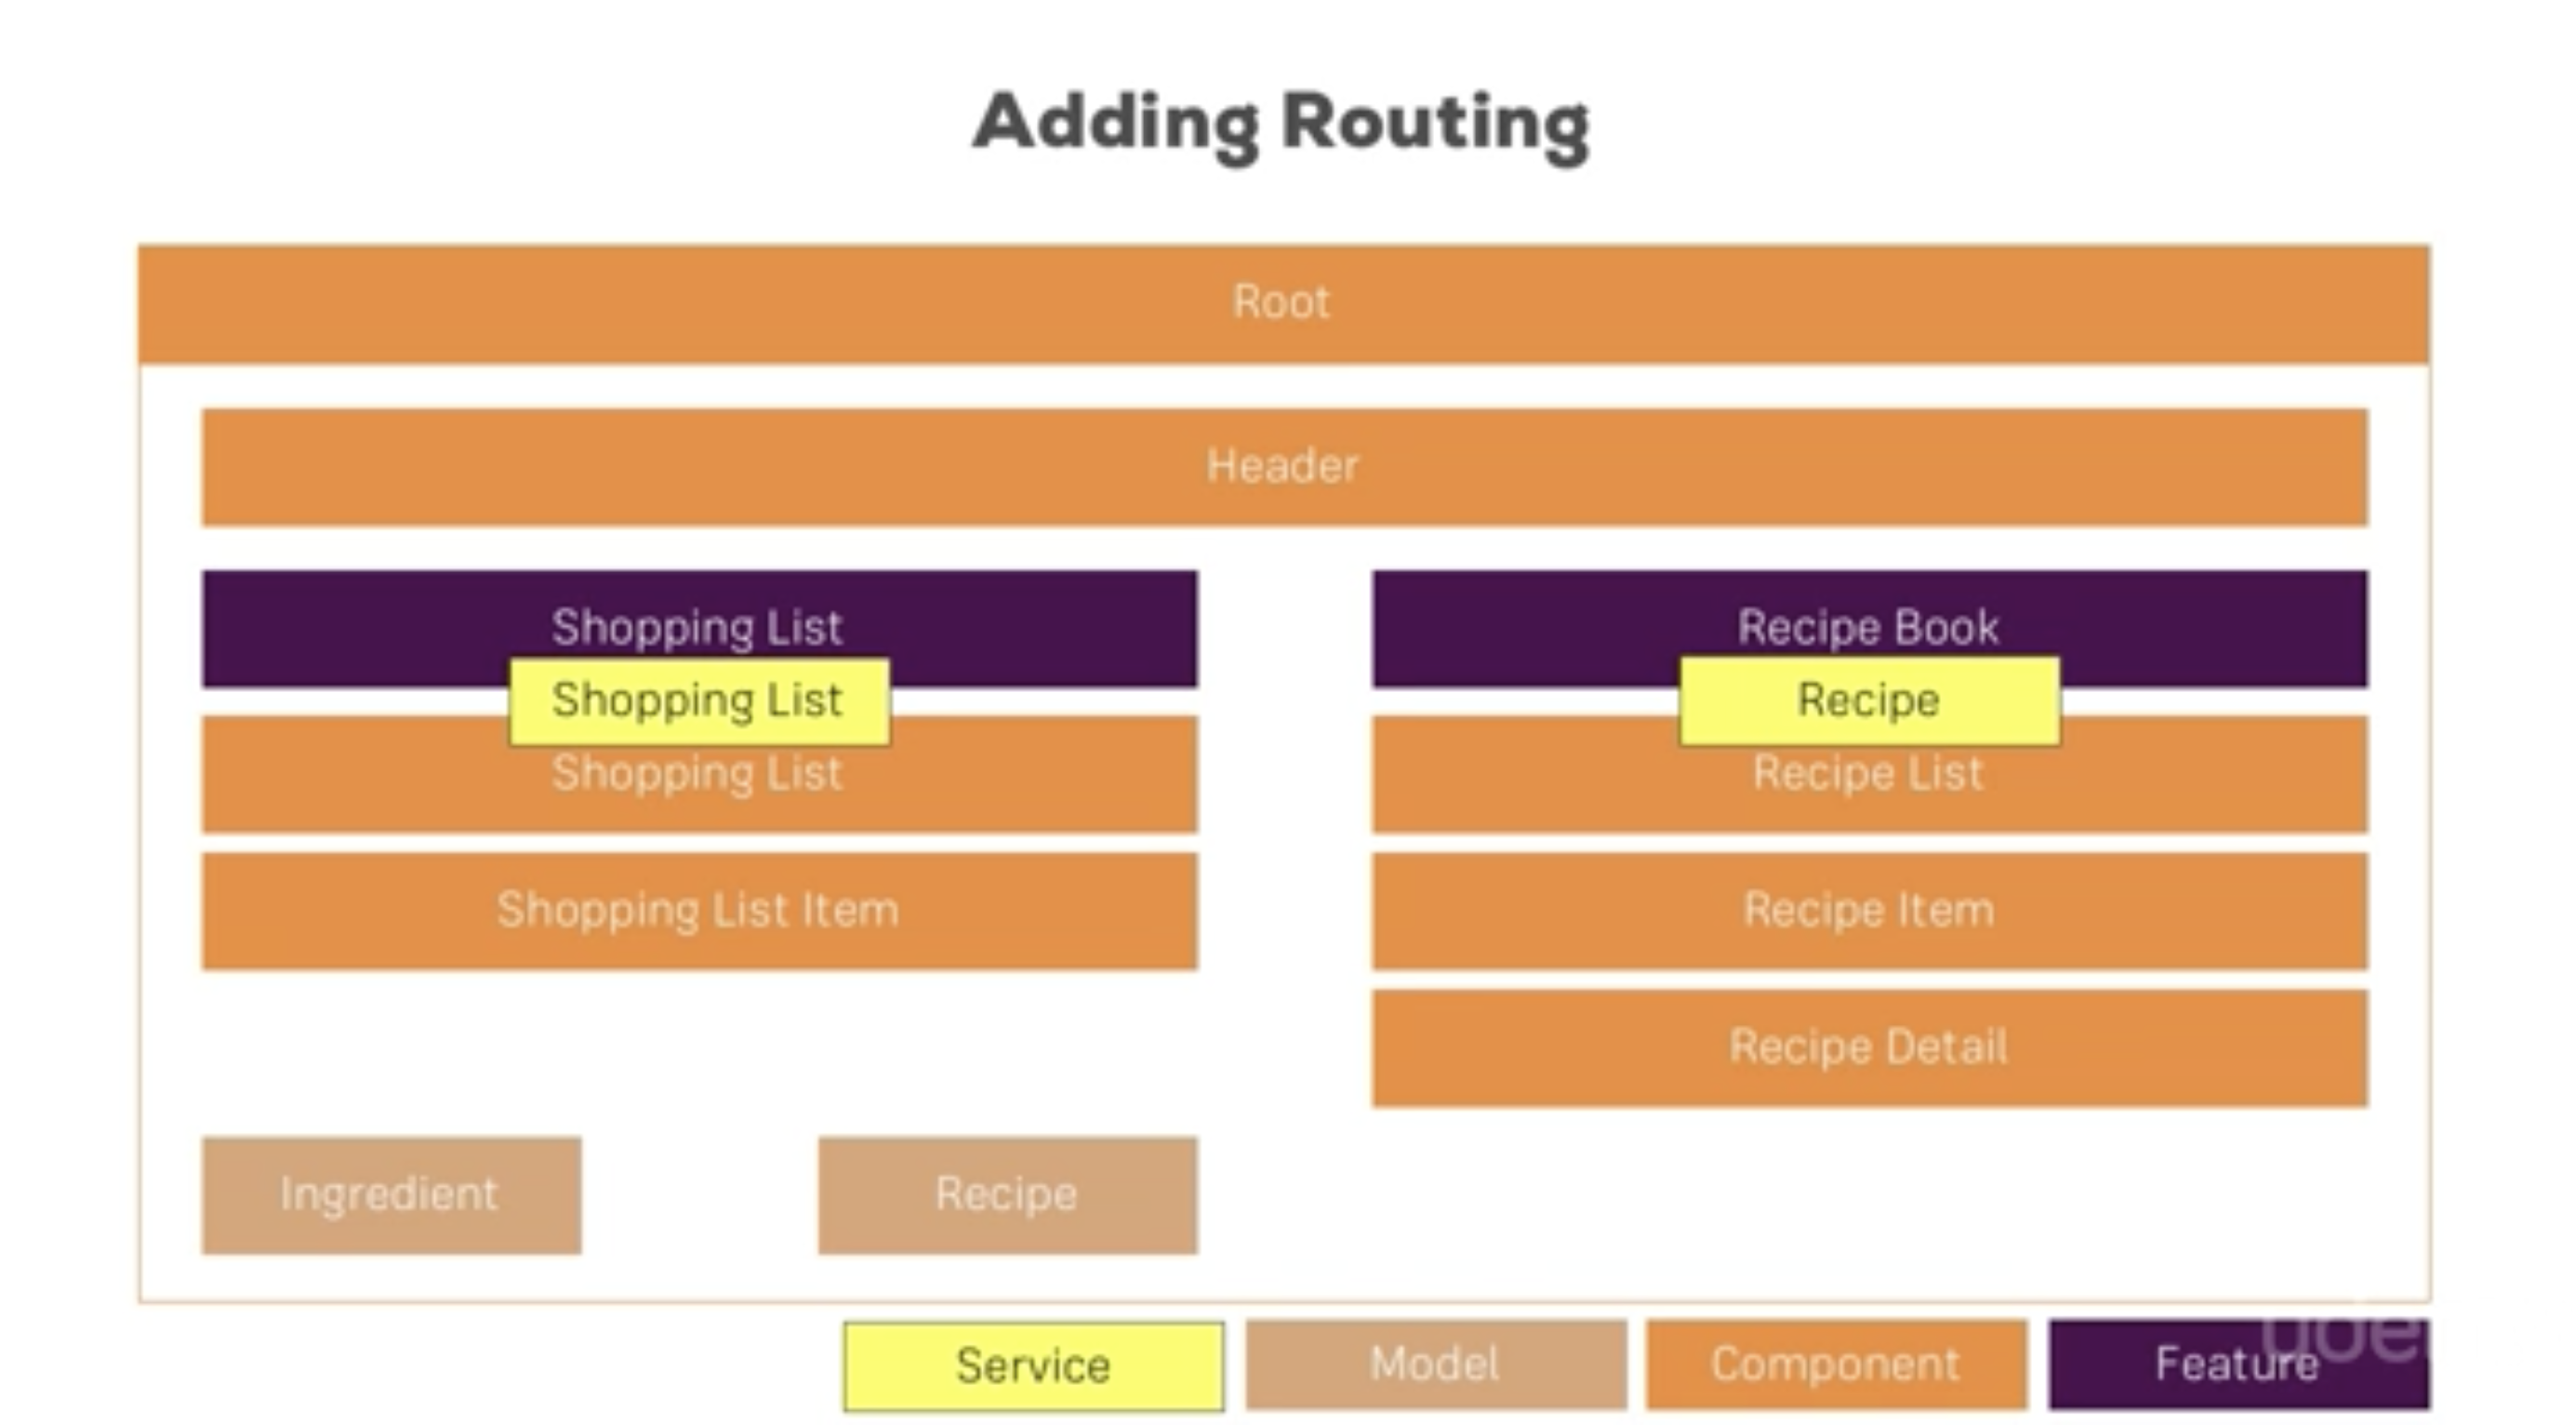 Adding Routing
Root
Header
Shopping List
Recipe Book
Shopping List
Recipe
Shopping List
Recipe List
Shopping List Item
Recipe Item
Recipe Detail
Ingredient
Recipe
Service
Model
Component
Feature